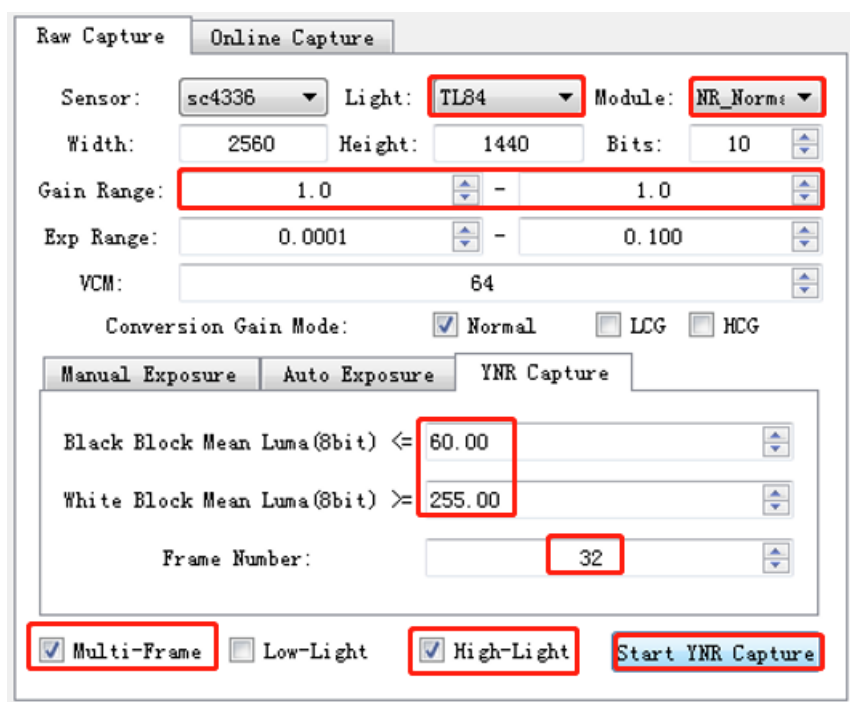 Raw Capture Online Capture
Sensor: sc4336 Light: TL84 Module: NR_Norma
Width: 2560 Height: 1440 Bits: 10
Gain Range: 1.0 - 1.0
Exp Range: 0.0001 - 0.100
VCM: 64
Conversion Gain Mode: Normal LCG HCG
Manual Exposure Auto Exposure YNR Capture
Black Block Mean Luma(8bit) <= 60.00
White Block Mean Luma(8bit) >= 255.00
Frame Number: 32
Multi-Frame Low-Light High-Light Start YNR Capture